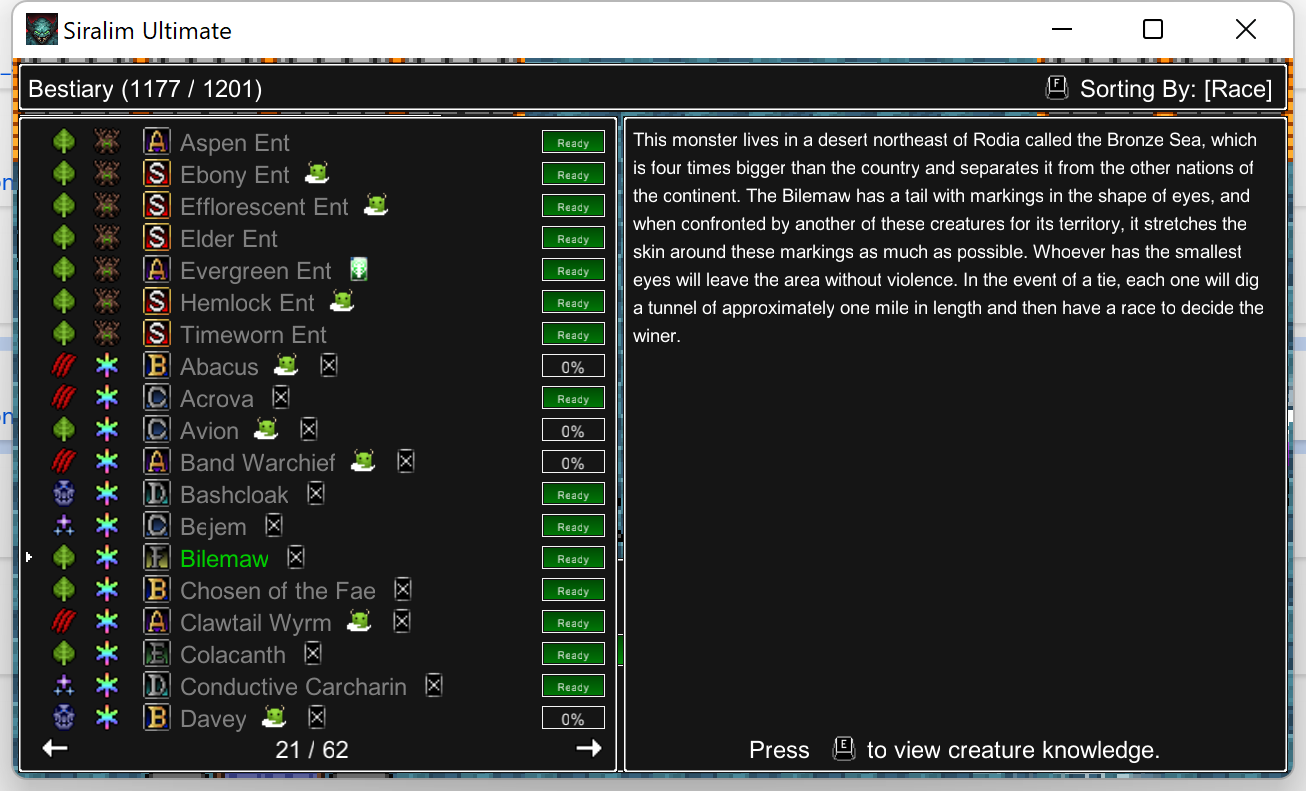 Siralim Ultimate
Bestiary (1177 / 1201)
F Sorting By: [Race]
A Aspen Ent Ready
S Ebony Ent Ready
S Efflorescent Ent Ready
S Elder Ent Ready
A Evergreen Ent Ready
S Hemlock Ent Ready
S Timeworn Ent Ready
B Abacus 0%
C Acrova Ready
C Avion 0%
A Band Warchief 0%
D Bashcloak Ready
C Bejem Ready
F Bilemaw Ready
B Chosen of the Fae Ready
A Clawtail Wyrm Ready
E Colacanth Ready
D Conductive Carcharin Ready
B Davey 0%
21 / 62
This monster lives in a desert northeast of Rodia called the Bronze Sea, which
is four times bigger than the country and separates it from the other nations of
the continent. The Bilemaw has a tail with markings in the shape of eyes, and
when confronted by another of these creatures for its territory, it stretches the
skin around these markings as much as possible. Whoever has the smallest
eyes will leave the area without violence. In the event of a tie, each one will dig
a tunnel of approximately one mile in length and then have a race to decide the
winer.
Press E to view creature knowledge.